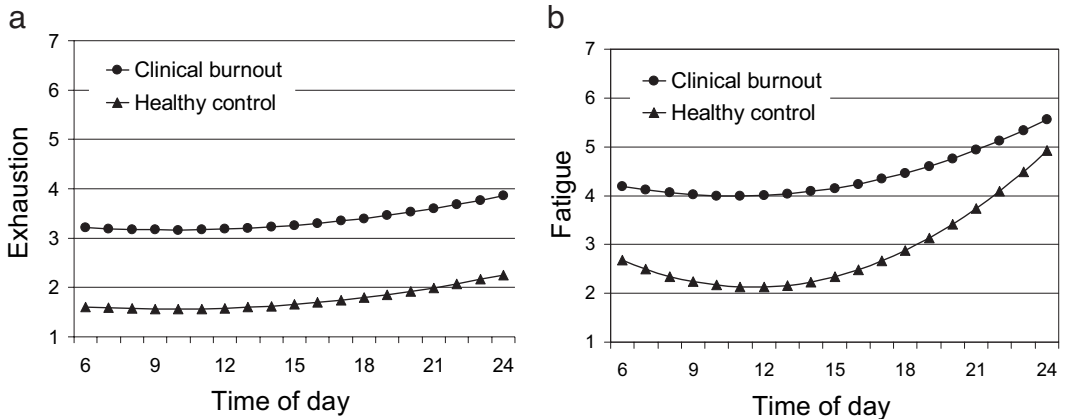 a
7
6
5
4
3
2
1
Exhaustion
Clinical burnout
Healthy control
6 9 12 15 18 21 24
Time of day
b
7
6
5
4
3
2
1
Fatigue
Clinical burnout
Healthy control
6 9 12 15 18 21 24
Time of day